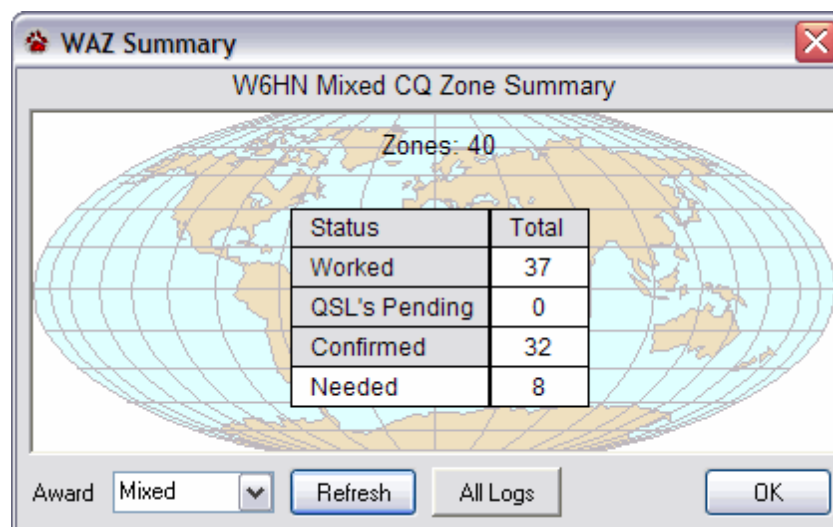 WAZ Summary
W6HN Mixed CQ Zone Summary
Zones: 40
Status Total
Worked 37
QSL's Pending 0
Confirmed 32
Needed 8
Award Mixed Refresh All Logs OK